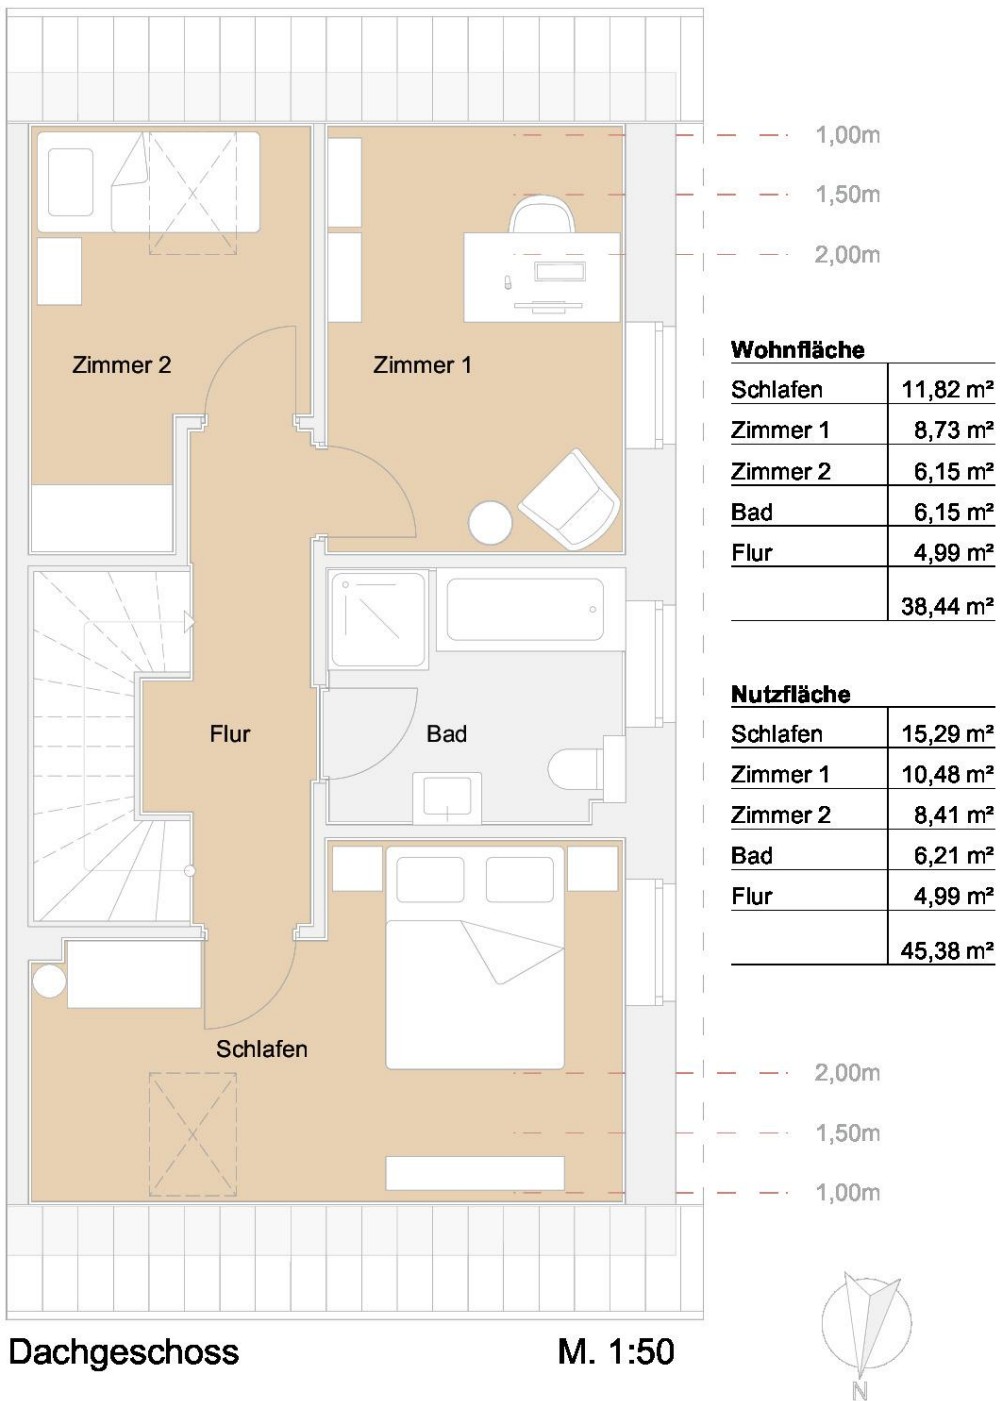 1,00m
1,50m
2,00m
Zimmer 2
Zimmer 1
Wohnfläche
Schlafen 11,82 m²
Zimmer 1 8,73 m²
Zimmer 2 6,15 m²
Bad 6,15 m²
Flur 4,99 m²
38,44 m²
Flur
Bad
Nutzfläche
Schlafen 15,29 m²
Zimmer 1 10,48 m²
Zimmer 2 8,41 m²
Bad 6,21 m²
Flur 4,99 m²
45,38 m²
Schlafen
2,00m
1,50m
1,00m
Dachgeschoss M. 1:50
N